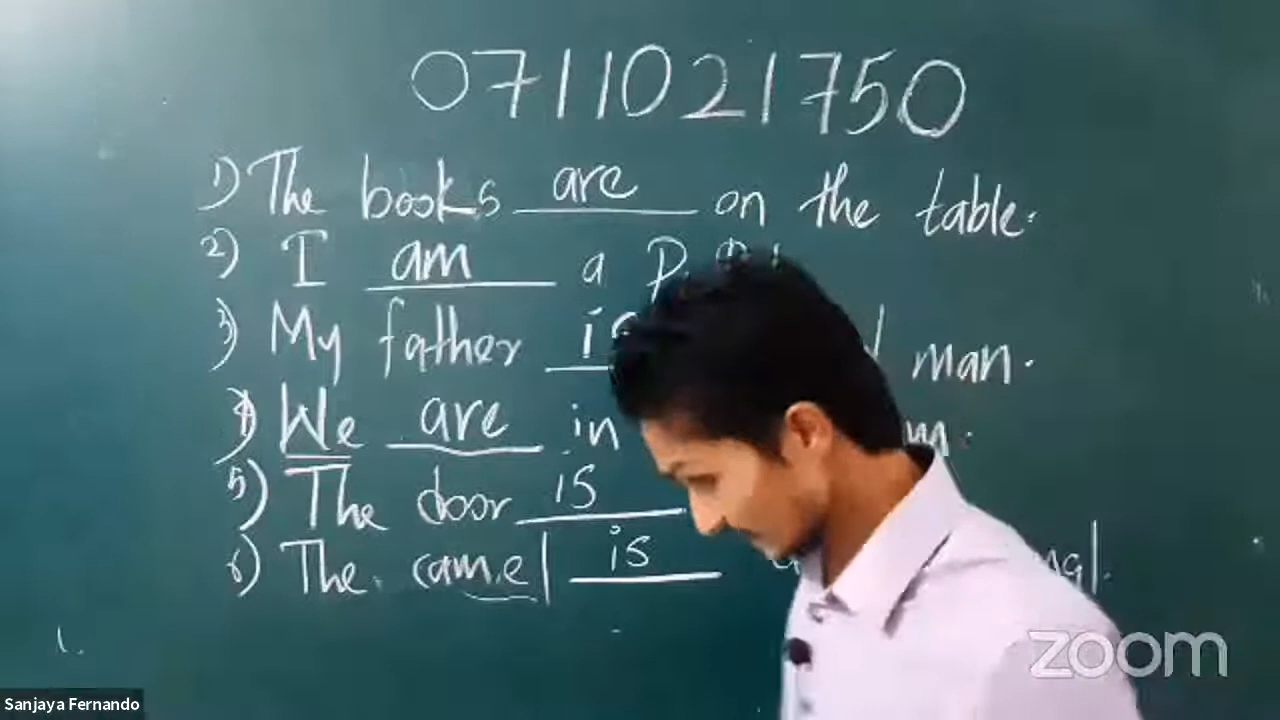 0711021750
1) The books are on the table.
2) I am a
3) My father is man.
4) We are in
5) The door is
6) The camel is
zoom
Sanjaya Fernando